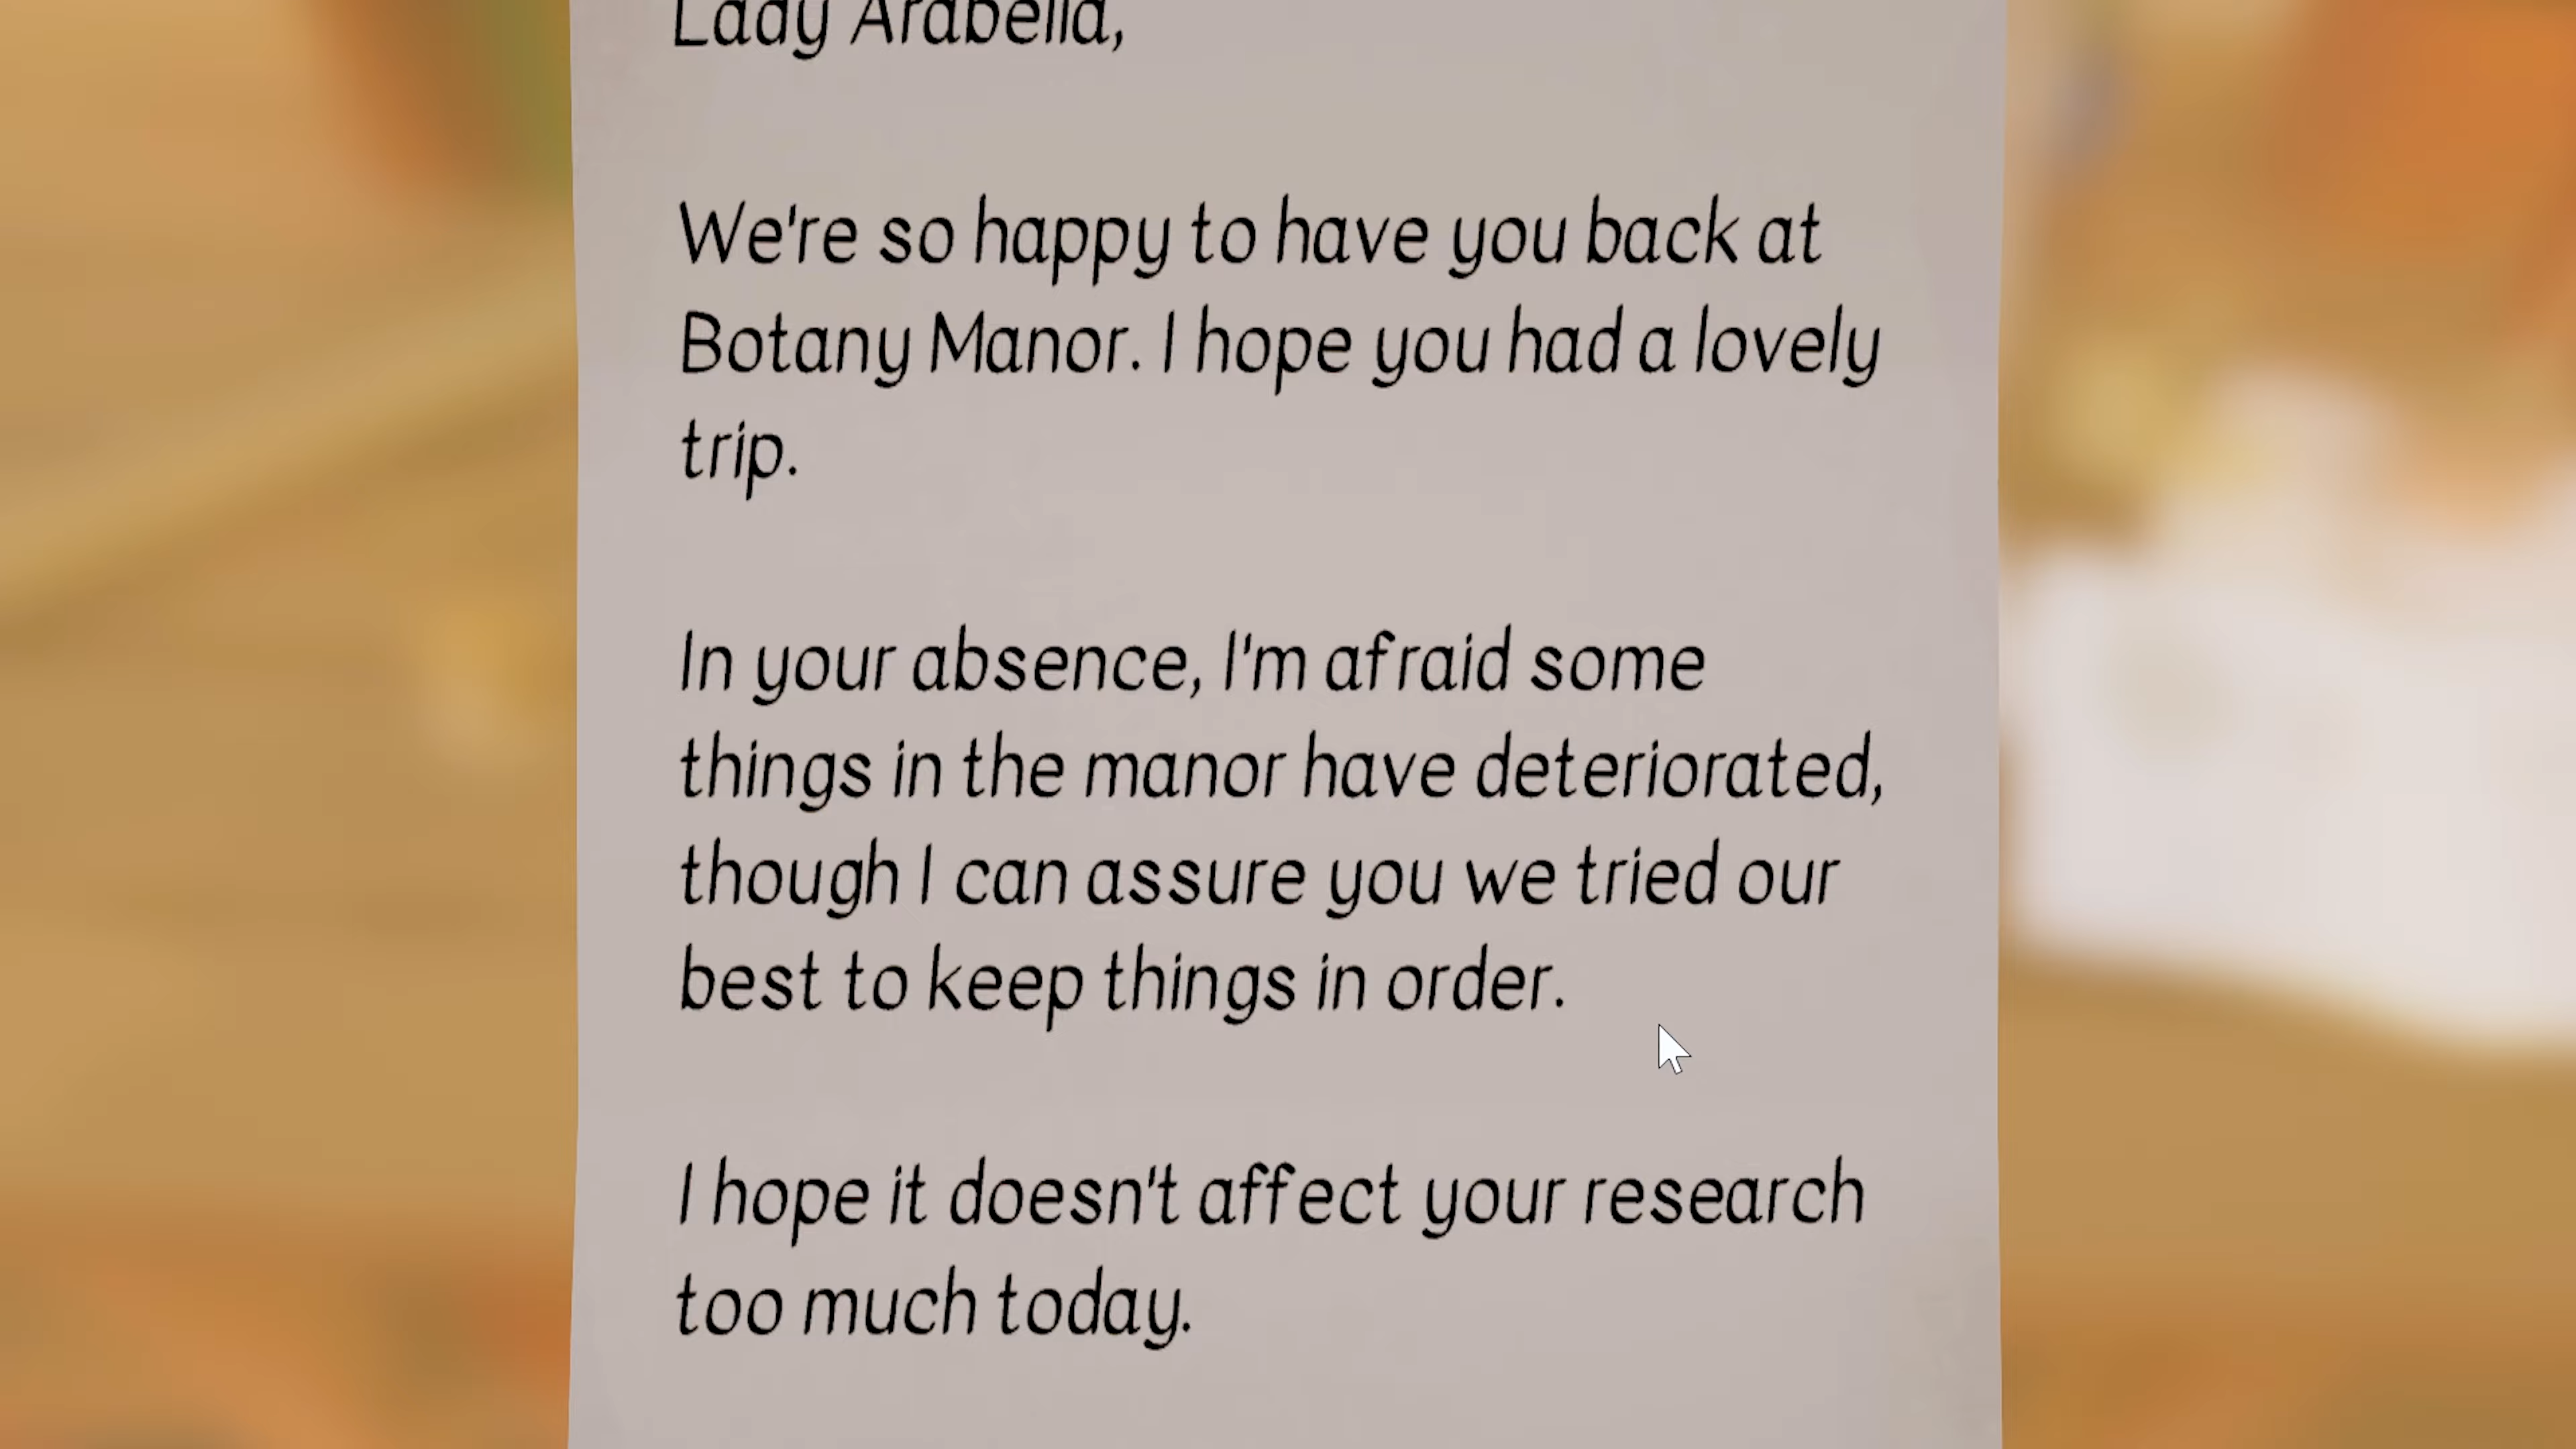 Lady Arabella,
We're so happy to have you back at
Botany Manor. I hope you had a lovely
trip.
In your absence, I'm afraid some
things in the manor have deteriorated,
though I can assure you we tried our
best to keep things in order.
I hope it doesn't affect your research
too much today.